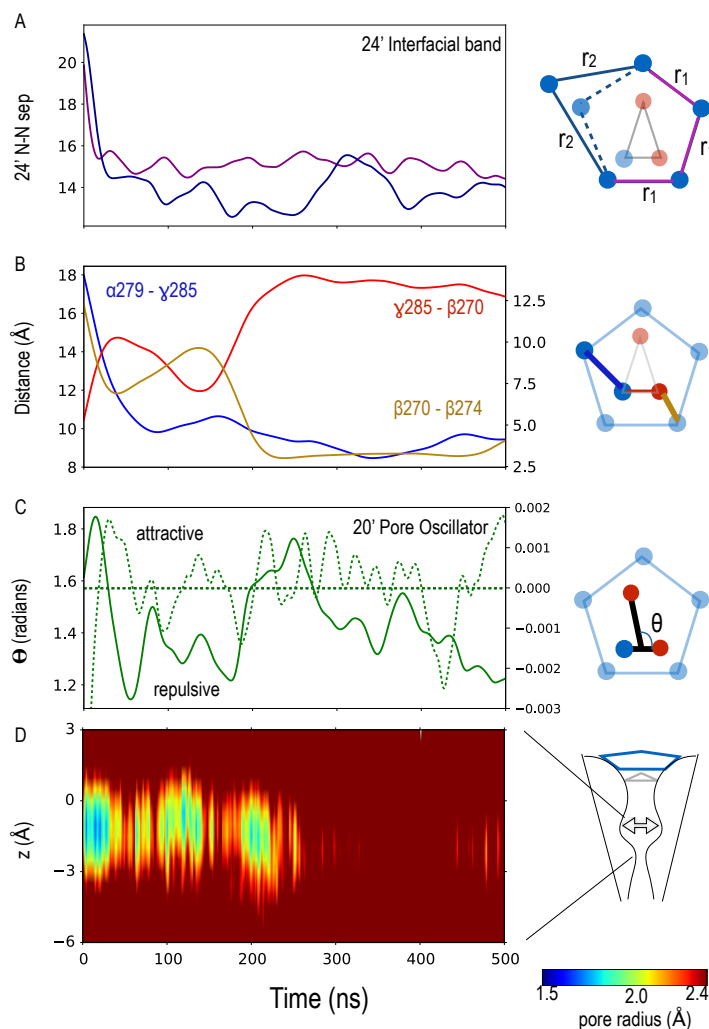 A
24' Interfacial band
24' N-N sep
20
18
16
14
r2
r1
r2
r
r1
B
Distance (Å)
18
16
14
12
10
8
α279 - ɣ285
ɣ285 - β270
β270 - β274
12.5
10.0
7.5
5.0
2.5
C
Θ (radians)
1.8
1.6
1.4
1.2
attractive
20' Pore Oscillator
repulsive
0.002
0.001
0.000
−0.001
−0.002
−0.003
θ
D
z (Å)
3
0
−3
−6
0 100 200 300 400 500
Time (ns)
1.5 2.0 2.4
pore radius (Å)